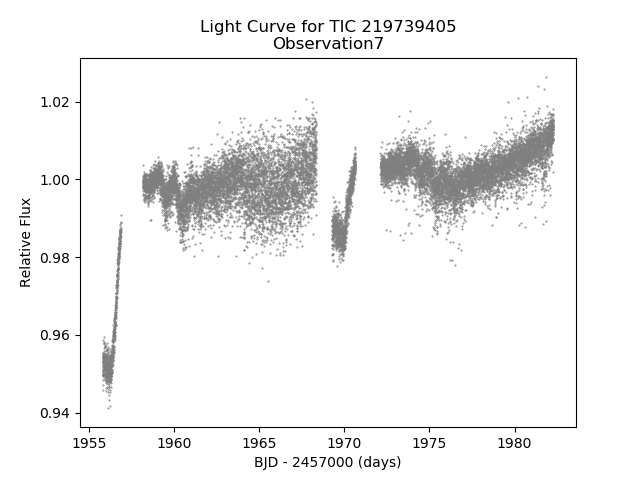 Light Curve for TIC 219739405
Observation7
1.02
1.00
0.98
0.96
0.94
Relative Flux
1955
1960
1965
1970
1975
1980
BJD - 2457000 (days)